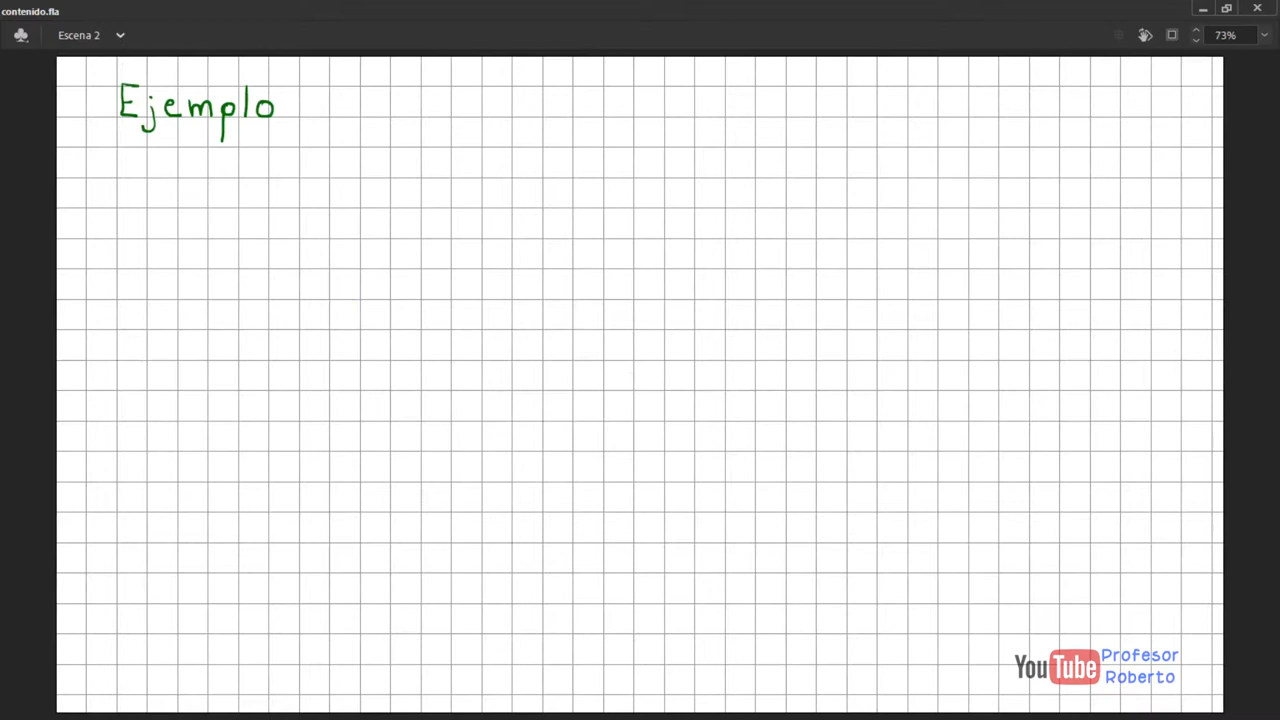 contenido.fla
Escena 2
73%
Ejemplo
YouTube
Profesor
Roberto